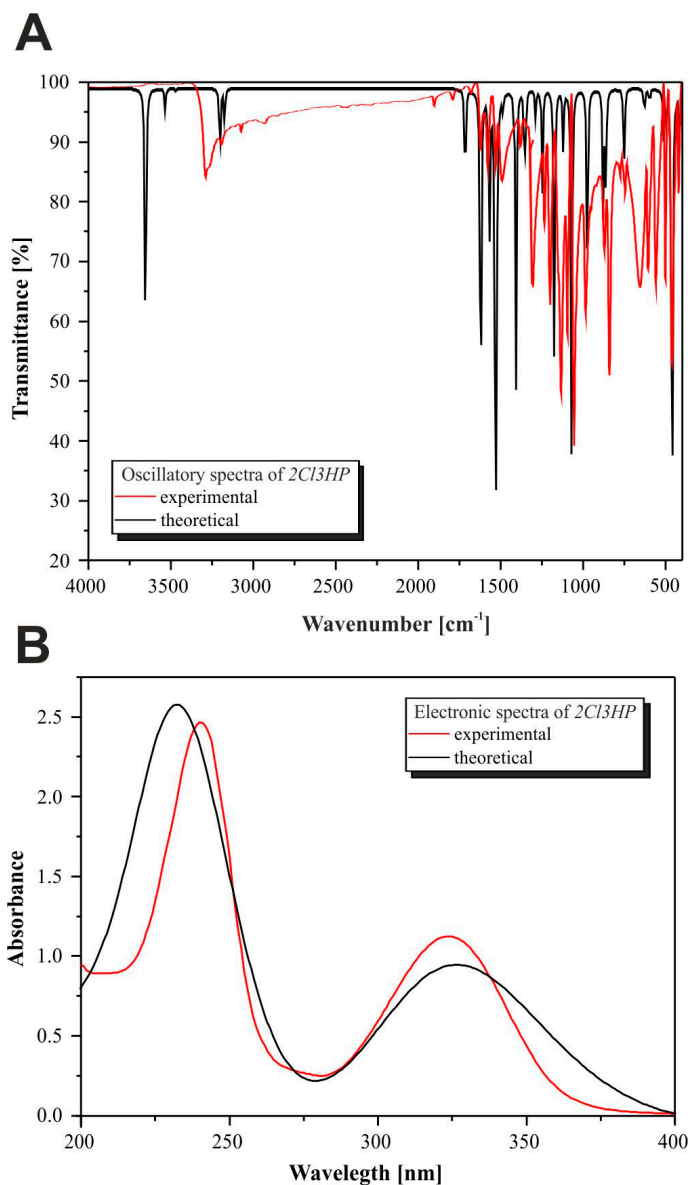 A
100
90
80
70
60
50
40
30
20
Transmittance [%]
Oscillatory spectra of 2Cl3HP
experimental
theoretical
4000 3500 3000 2500 2000 1500 1000 500
Wavenumber [cm-1]
B
2.5
2.0
1.5
1.0
0.5
0.0
Absorbance
Electronic spectra of 2Cl3HP
experimental
theoretical
200 250 300 350 400
Wavelegth [nm]